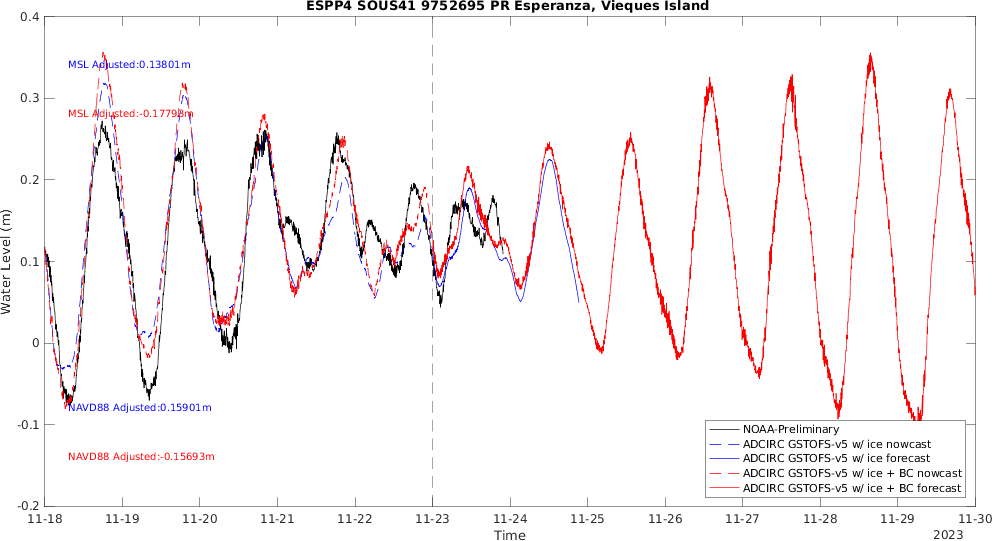 ESPP4 SOUS41 9752695 PR Esperanza, Vieques Island
0.4
0.3
0.2
0.1
0
-0.1
-0.2
Water Level (m)
MSL Adjusted:0.13801m
MSL Adjusted:-0.17793m
NAVD88 Adjusted:0.15901m
NAVD88 Adjusted:-0.15693m
NOAA-Preliminary
ADCIRC GSTOFS-v5 w/ ice nowcast
ADCIRC GSTOFS-v5 w/ ice forecast
ADCIRC GSTOFS-v5 w/ ice + BC nowcast
ADCIRC GSTOFS-v5 w/ ice + BC forecast
11-18 11-19 11-20 11-21 11-22 11-23 11-24 11-25 11-26 11-27 11-28 11-29 11-30
Time
2023